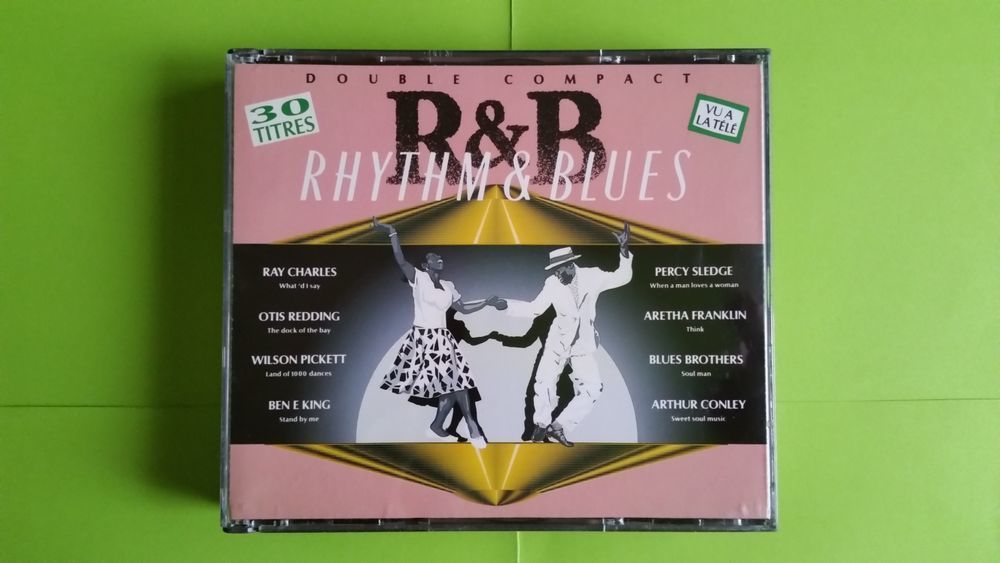 DOUBLE COMPACT
30
TITRES
R&B
VU A
LA TÉLÉ
RHYTHM & BLUES
RAY CHARLES
What 'd I say
OTIS REDDING
The dock of the bay
WILSON PICKETT
Land of 1000 dances
BEN E KING
Stand by me
PERCY SLEDGE
When a man loves a woman
ARETHA FRANKLIN
Think
BLUES BROTHERS
Soul man
ARTHUR CONLEY
Sweet soul music